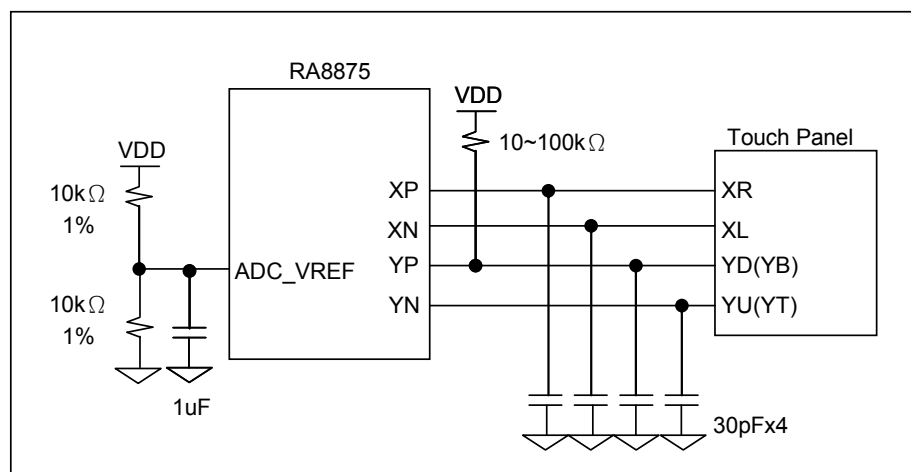 RA8875
VDD
10~100kΩ
Touch Panel
VDD
10kΩ
1%
XP
XR
XN
XL
ADC_VREF
YP
YD(YB)
10kΩ
1%
YN
YU(YT)
1uF
30pFx4